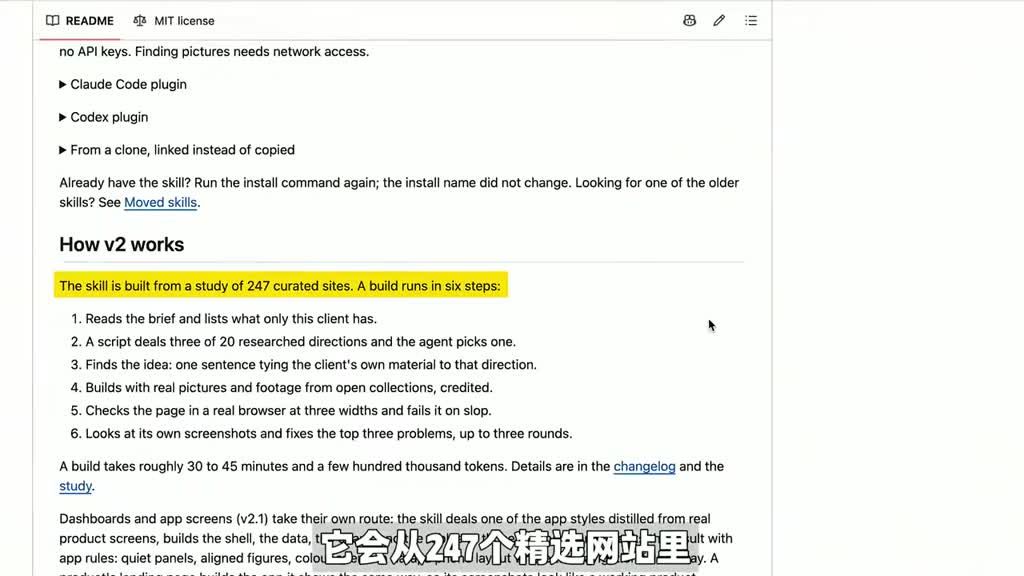 README MIT license
no API keys. Finding pictures needs network access.
Claude Code plugin
Codex plugin
From a clone, linked instead of copied
Already have the skill? Run the install command again; the install name did not change. Looking for one of the older
skills? See Moved skills.
How v2 works
The skill is built from a study of 247 curated sites. A build runs in six steps:
1. Reads the brief and lists what only this client has.
2. A script deals three of 20 researched directions and the agent picks one.
3. Finds the idea: one sentence tying the client's own material to that direction.
4. Builds with real pictures and footage from open collections, credited.
5. Checks the page in a real browser at three widths and fails it on slop.
6. Looks at its own screenshots and fixes the top three problems, up to three rounds.
A build takes roughly 30 to 45 minutes and a few hundred thousand tokens. Details are in the changelog and the
study.
Dashboards and app screens (v2.1) take their own route: the skill deals one of the app styles distilled from real
product screens, builds the shell, the data, with
app rules: quiet panels, aligned figures, layout A
它会从247个精选网站里